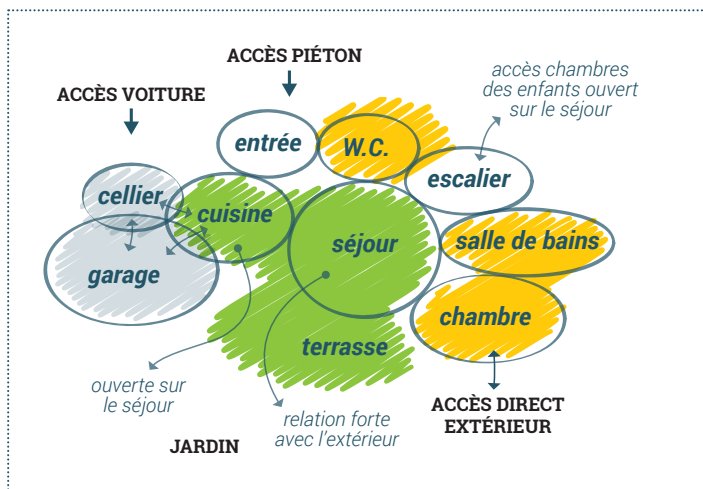 ACCÈS PIÉTON
ACCÈS VOITURE
accès chambres
des enfants ouvert
sur le séjour
entrée
W.C.
escalier
cellier
cuisine
séjour
salle de bains
garage
chambre
terrasse
ouverte sur
le séjour
relation forte
avec l'extérieur
ACCÈS DIRECT
EXTÉRIEUR
JARDIN